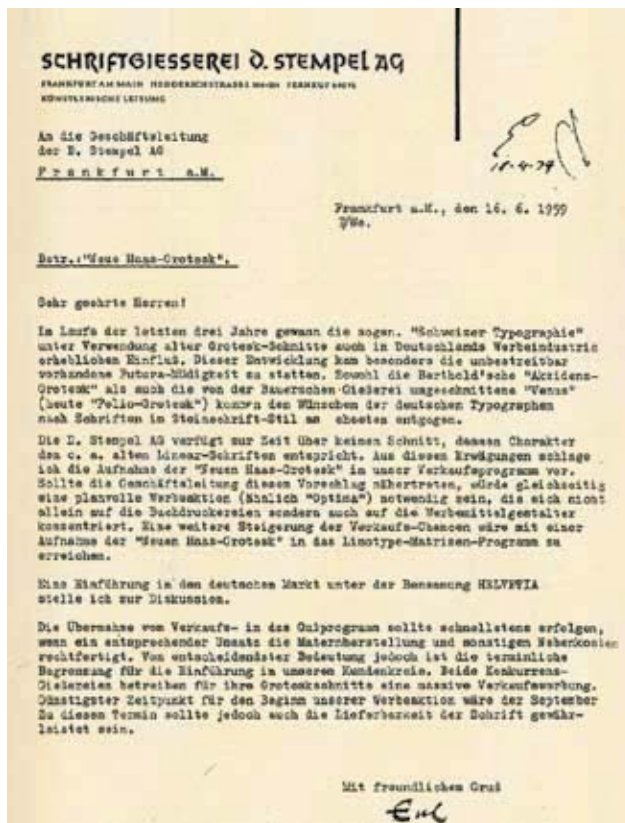 SCHRIFTGIESSEREI D. STEMPEL AG
FRANKFURT AM MAIN HEDDERICHSTRASSE
KÜNSTLERISCHE LEITUNG
An die Geschäftsleitung
der D. Stempel AG
Frankfurt a.M.
Frankfurt a.M., den 16. 6. 1959
Betr.: "Neue Haas-Grotesk".
Sehr geehrte Herren!
Im Laufe der letzten drei Jahre gewann die sogen. "Schweizer Typographie"
unter Verwendung alter Grotesk-Schnitte auch in Deutschlands Werbeindustrie
erheblichen Einfluß. Dieser Entwicklung kam besonders die unbestreitbar
vorhandene Futura-Müdigkeit zu statten. Sowohl die Berthold'sche "Akzidenz-
Grotesk" als auch die von der Bauerschen Gießerei umgeschnittene "Venus"
(heute "Folio-Grotesk") kommen den Wünschen der deutschen Typographen
nach Schriften im Steinschrift-Stil am ehesten entgegen.
Die D. Stempel AG verfügt zur Zeit über keinen Schnitt, dessen Charakter
den o. a. alten Linear-Schriften entspricht. Aus diesen Erwägungen schlage
ich die Aufnahme der "Neuen Haas-Grotesk" in unser Verkaufsprogramm vor.
Sollte die Geschäftsleitung diesem Vorschlag nähertreten, würde gleichzeitig
eine planvolle Werbeaktion (ähnlich "Optima") notwendig sein, die sich nicht
allein auf die Buchdruckereien sondern auch auf die Werbemittelgestalter
konzentriert. Eine weitere Steigerung der Verkaufs-Chancen wäre mit einer
Aufnahme der "Neuen Haas-Grotesk" in das Linotype-Matrizen-Programm zu
erreichen.
Eine Einführung in den deutschen Markt unter der Benennung HELVETIA
stelle ich zur Diskussion.
Die Übernahme vom Verkaufs- in das Gußprogramm sollte schnellstens erfolgen,
wenn ein entsprechender Umsatz die Maternherstellung und sonstigen Nebenkosten
rechtfertigt. Von entscheidenster Bedeutung jedoch ist die terminliche
Begrenzung für die Einführung in unseren Kundenkreis. Beide Konkurrenz-
Gießereien betreiben für ihre Groteskschnitte eine massive Verkaufswerbung.
Günstigster Zeitpunkt für den Beginn unserer Werbeaktion wäre der September
Zu diesem Termin sollte jedoch auch die Lieferbarkeit der Schrift gewähr-
leistet sein.
Mit freundlichem Gruß